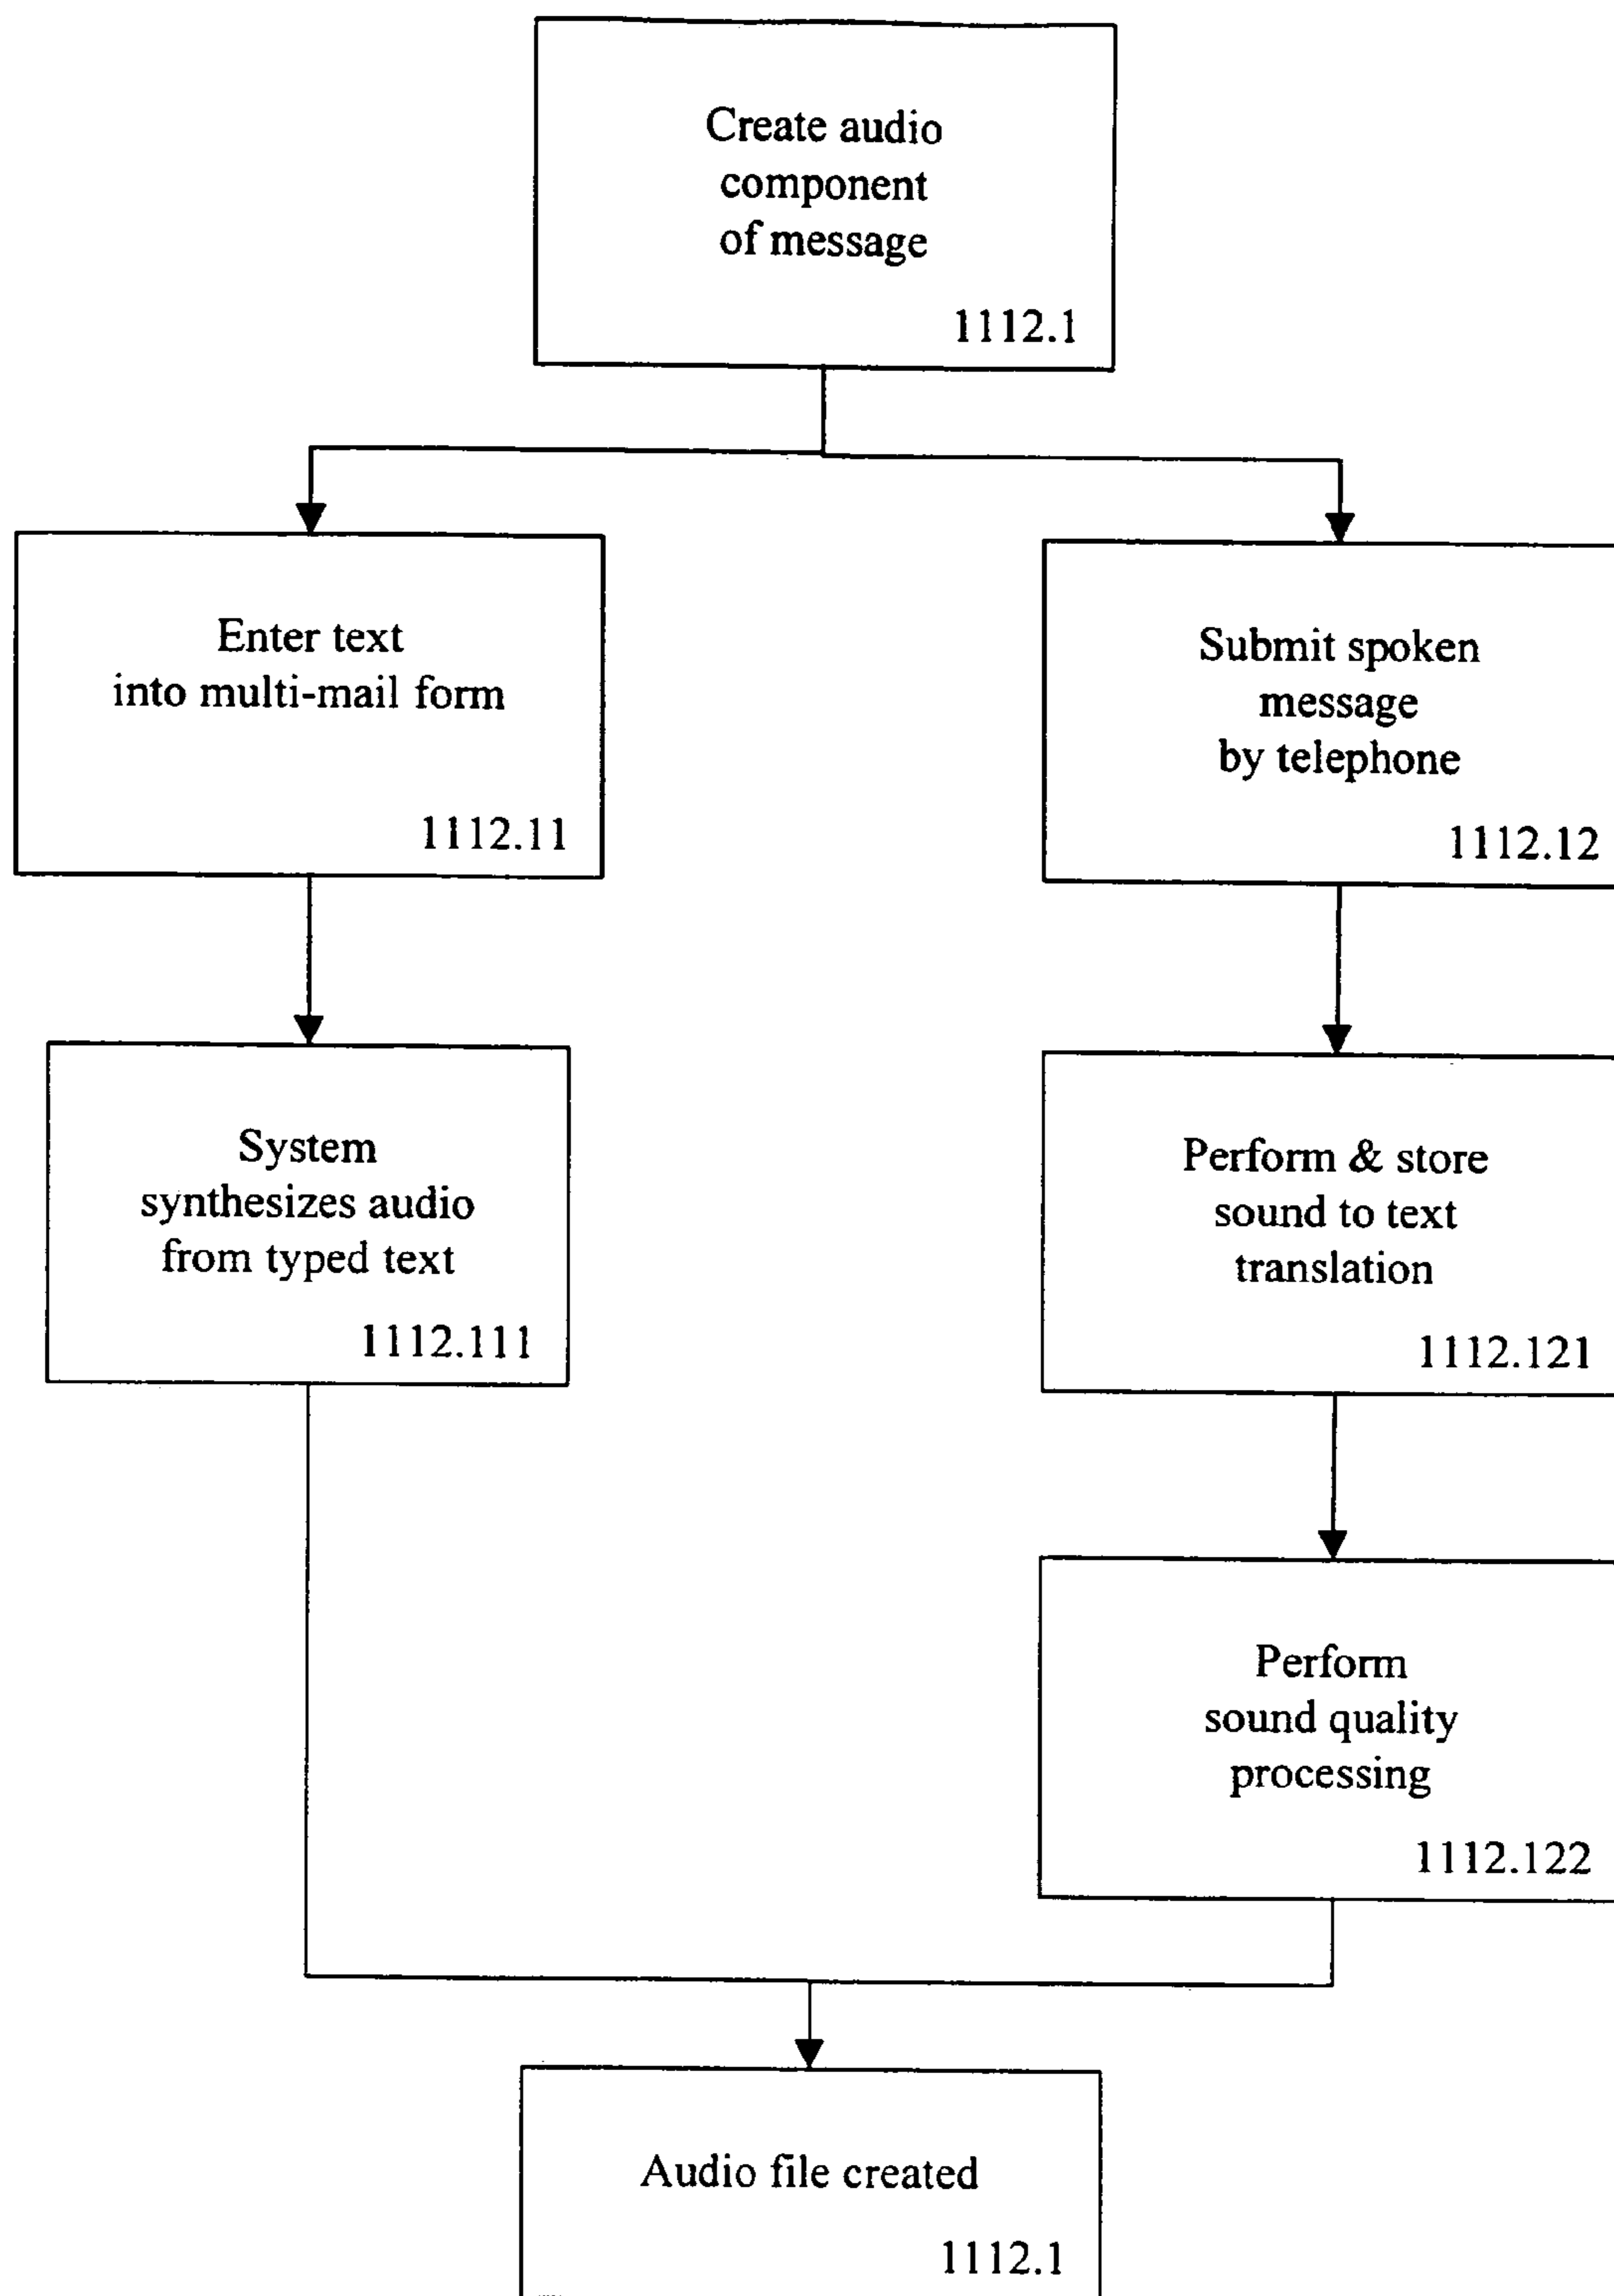 Create audio
component
of message
1112.1
Enter text
into multi-mail form
1112.11
Submit spoken
message
by telephone
1112.12
System
synthesizes audio
from typed text
1112.111
Perform & store
sound to text
translation
1112.121
Perform
sound quality
processing
1112.122
Audio file created
1112.1